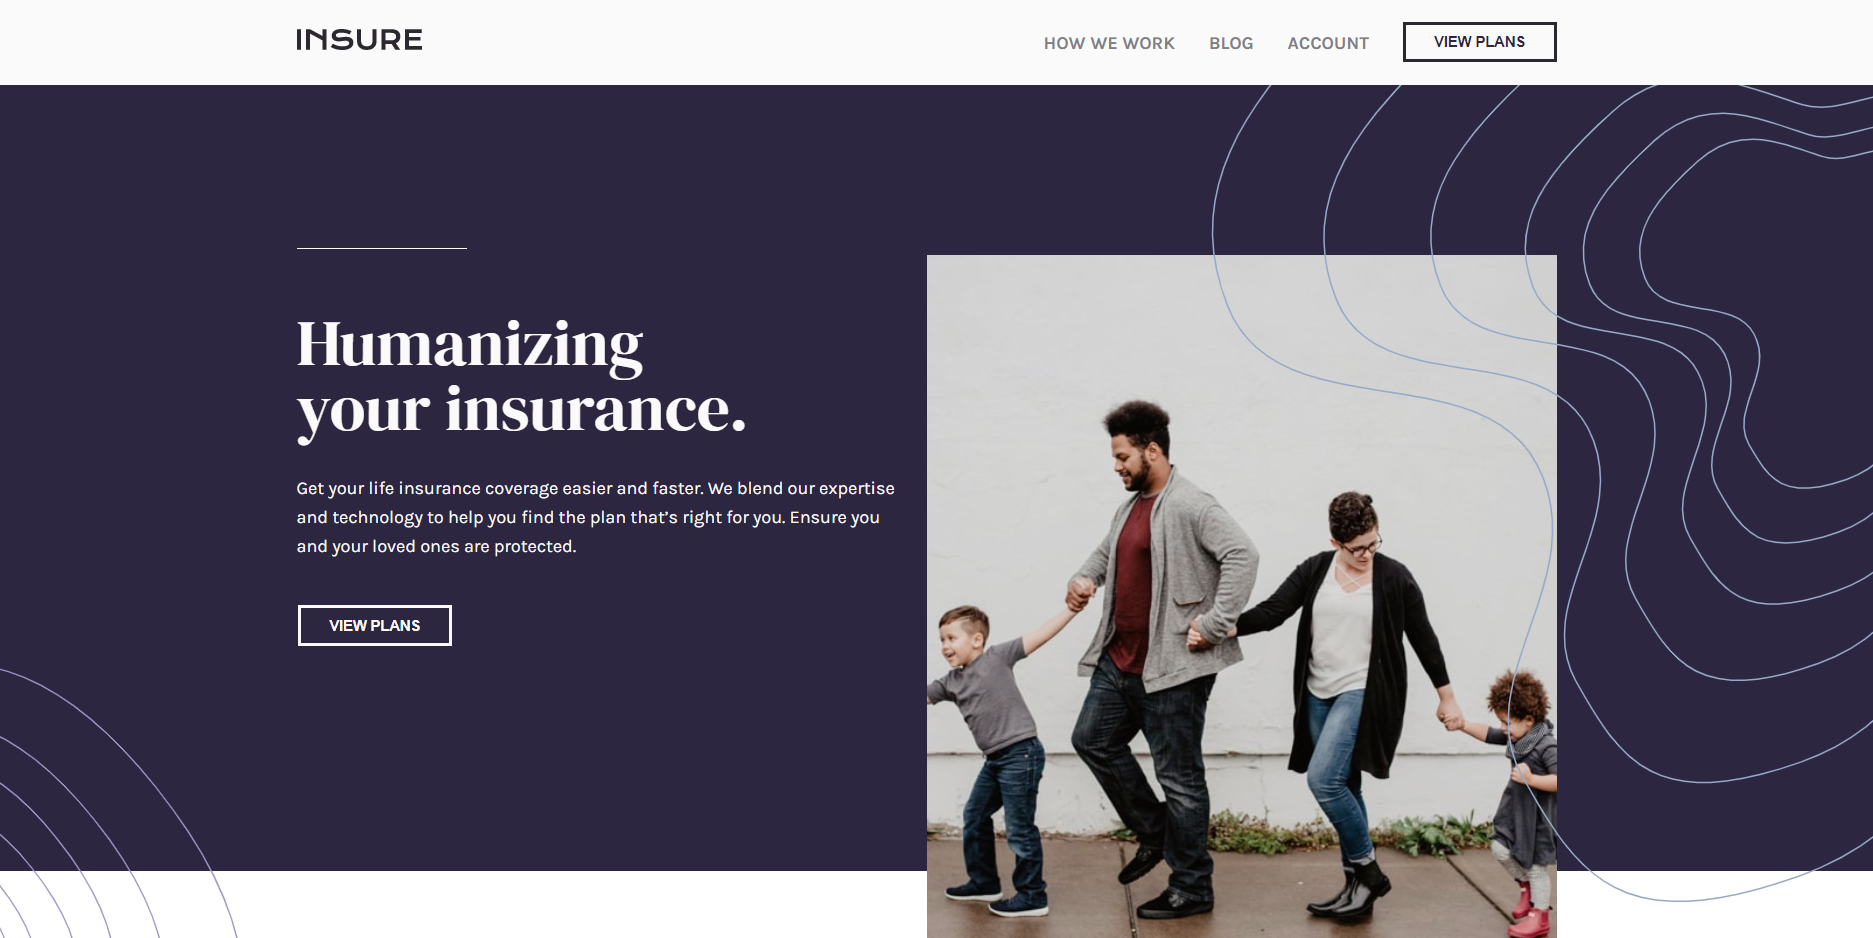 INSURE
HOW WE WORK BLOG ACCOUNT VIEW PLANS
Humanizing
your insurance.
Get your life insurance coverage easier and faster. We blend our expertise
and technology to help you find the plan that’s right for you. Ensure you
and your loved ones are protected.
VIEW PLANS